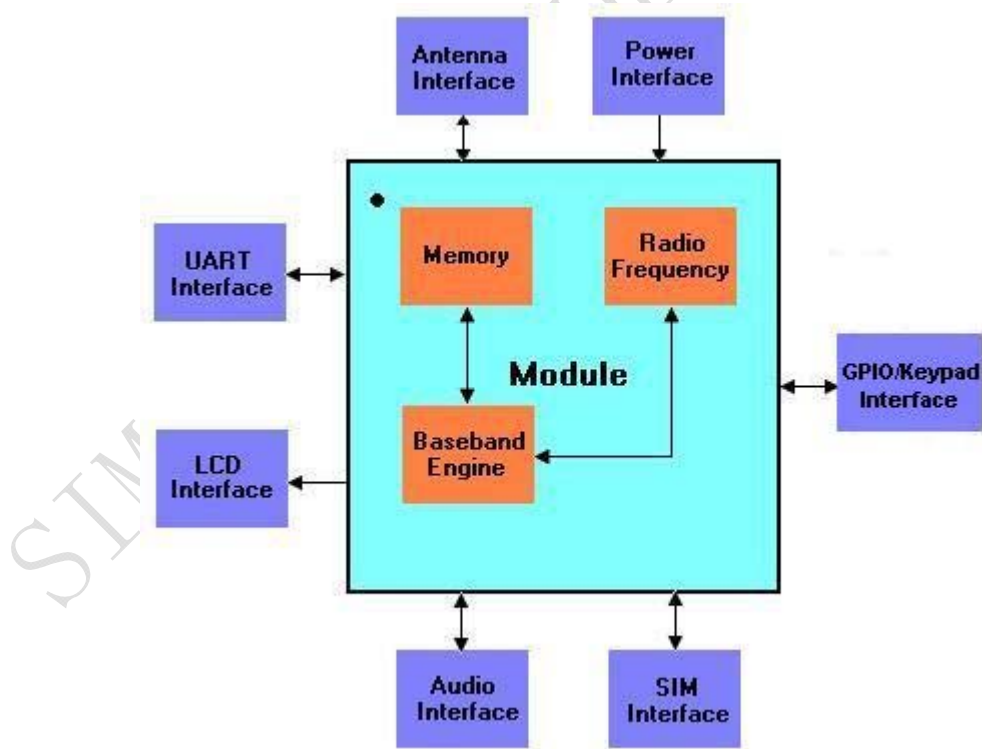 Antenna
Interface
Power
Interface
UART
Interface
Memory
Radio
Frequency
Module
GPIO/Keypad
Interface
Baseband
Engine
LCD
Interface
Audio
Interface
SIM
Interface
SIM